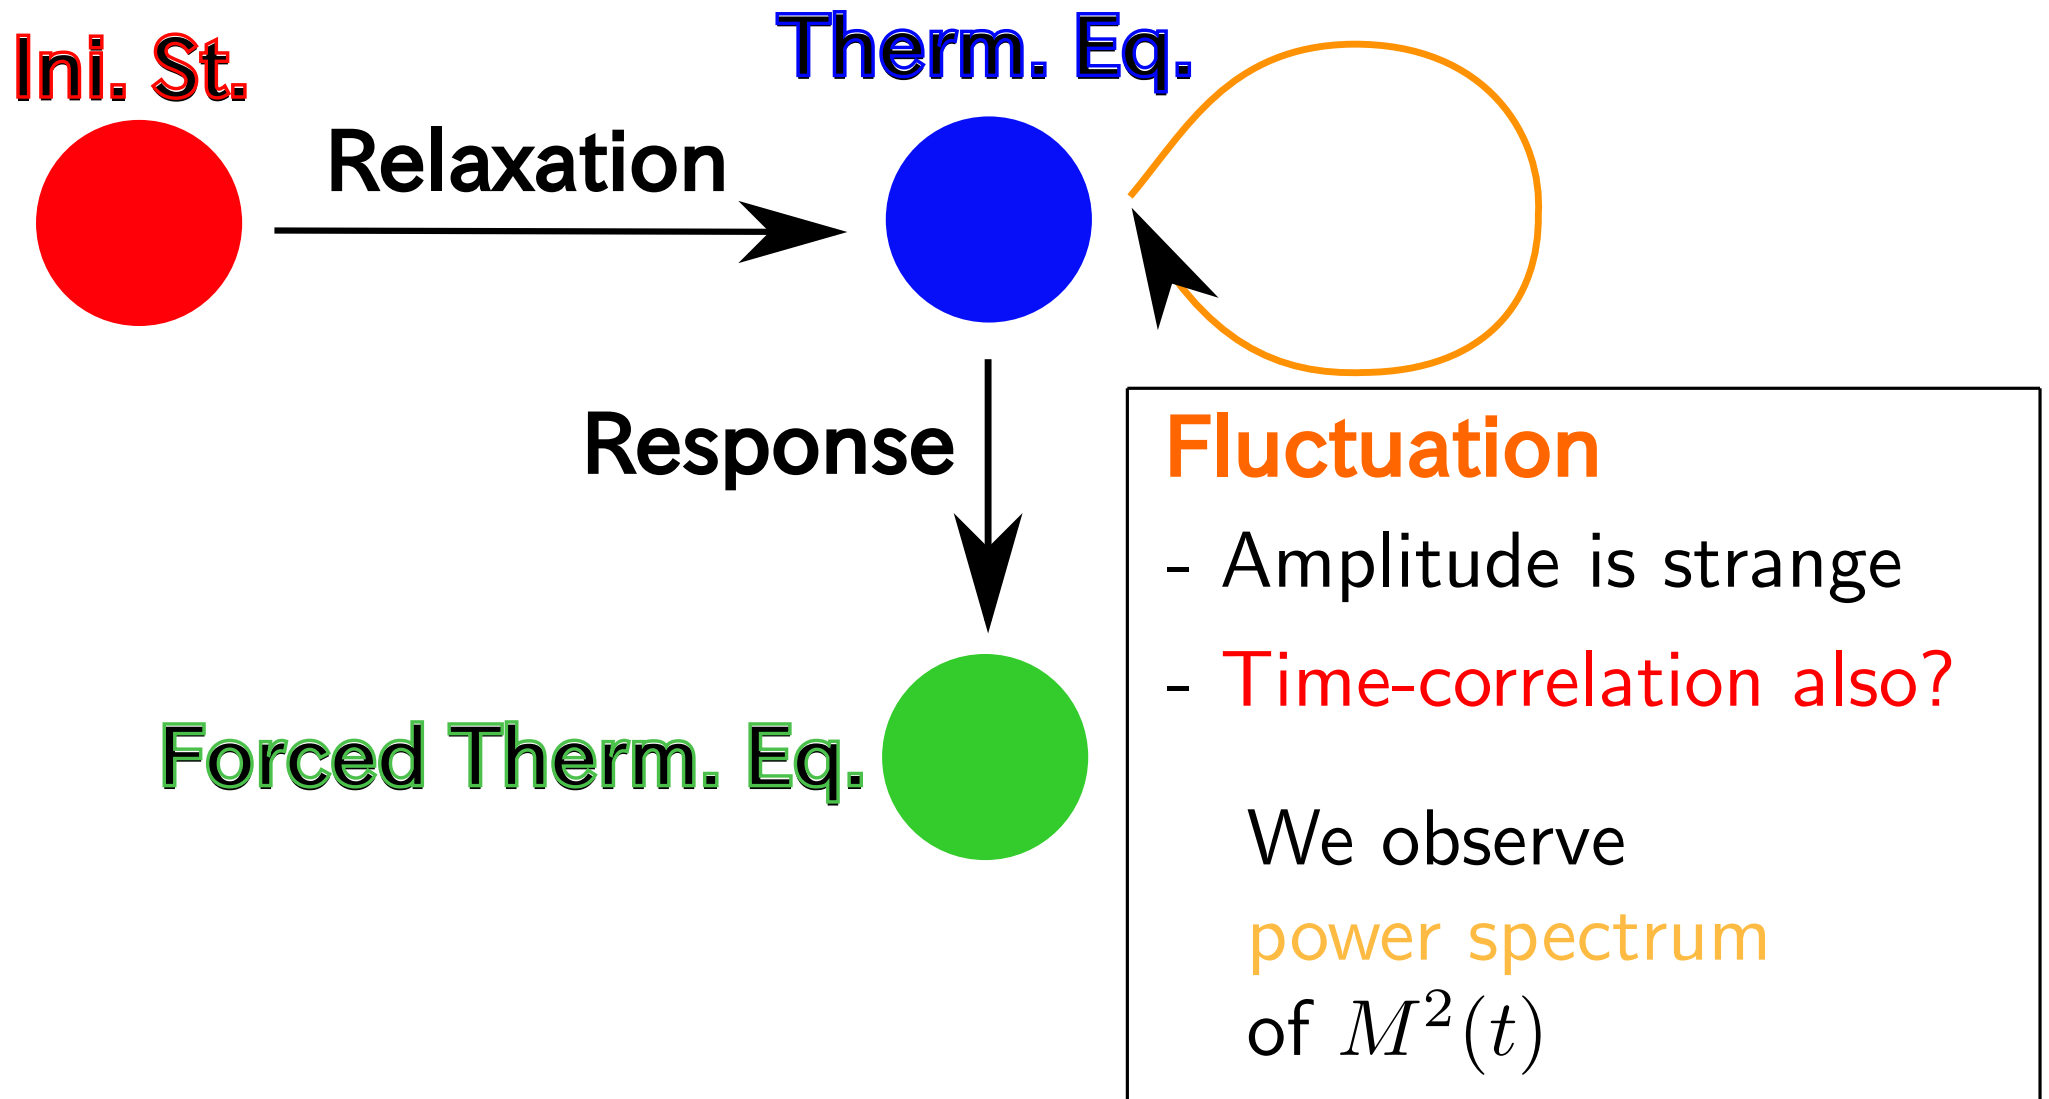 Ini. St.
Therm. Eq.
Relaxation
Response
Forced Therm. Eq.
Fluctuation
- Amplitude is strange
- Time-correlation also?
We observe
power spectrum
of $M^2(t)$